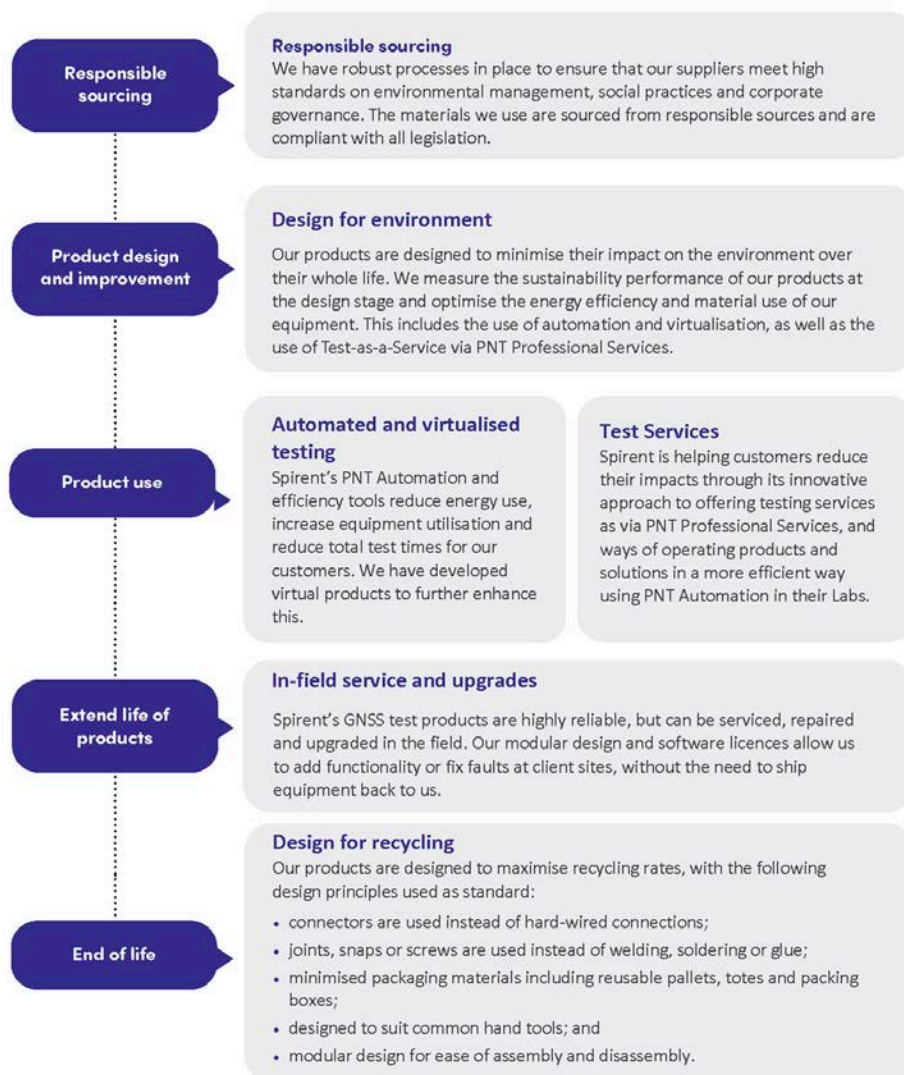 Responsible
sourcing
Responsible sourcing
We have robust processes in place to ensure that our suppliers meet high
standards on environmental management, social practices and corporate
governance. The materials we use are sourced from responsible sources and are
compliant with all legislation.
Product design
and improvement
Design for environment
Our products are designed to minimise their impact on the environment over
their whole life. We measure the sustainability performance of our products at
the design stage and optimise the energy efficiency and material use of our
equipment. This includes the use of automation and virtualisation, as well as the
use of Test-as-a-Service via PNT Professional Services.
Product use
Automated and virtualised
testing
Spirent's PNT Automation and
efficiency tools reduce energy use,
increase equipment utilisation and
reduce total test times for our
customers. We have developed
virtual products to further enhance
this.
Test Services
Spirent is helping customers reduce
their impacts through its innovative
approach to offering testing services
as via PNT Professional Services, and
ways of operating products and
solutions in a more efficient way
using PNT Automation in their Labs.
Extend life of
products
In-field service and upgrades
Spirent's GNSS test products are highly reliable, but can be serviced, repaired
and upgraded in the field. Our modular design and software licences allow us
to add functionality or fix faults at client sites, without the need to ship
equipment back to us.
End of life
Design for recycling
Our products are designed to maximise recycling rates, with the following
design principles used as standard:
• connectors are used instead of hard-wired connections;
• joints, snaps or screws are used instead of welding, soldering or glue;
• minimised packaging materials including reusable pallets, totes and packing
boxes;
• designed to suit common hand tools; and
• modular design for ease of assembly and disassembly.